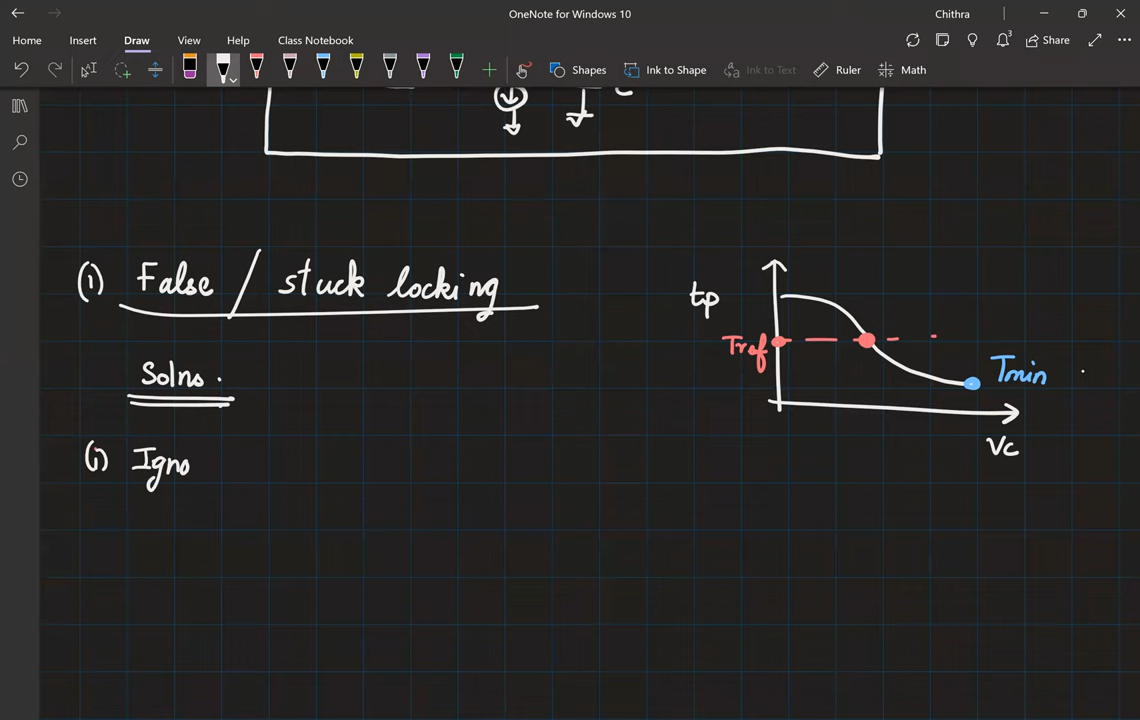 OneNote for Windows 10
Chithra
Home Insert Draw View Help Class Notebook
Share
Shapes Ink to Shape Ink to Text Ruler Math
3
c
(i) False / stuck locking
Solns.
(i) Igno
tp
Tref
Tmin
Vc